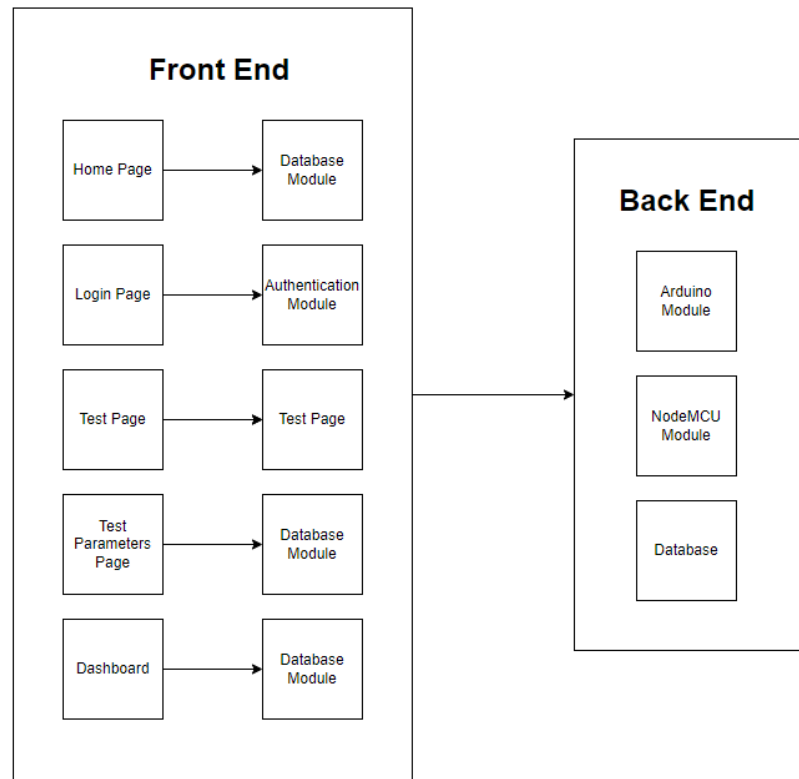 Front End
Home Page
Database
Module
Login Page
Authentication
Module
Test Page
Test Page
Test
Parameters
Page
Database
Module
Dashboard
Database
Module
Back End
Arduino
Module
NodeMCU
Module
Database